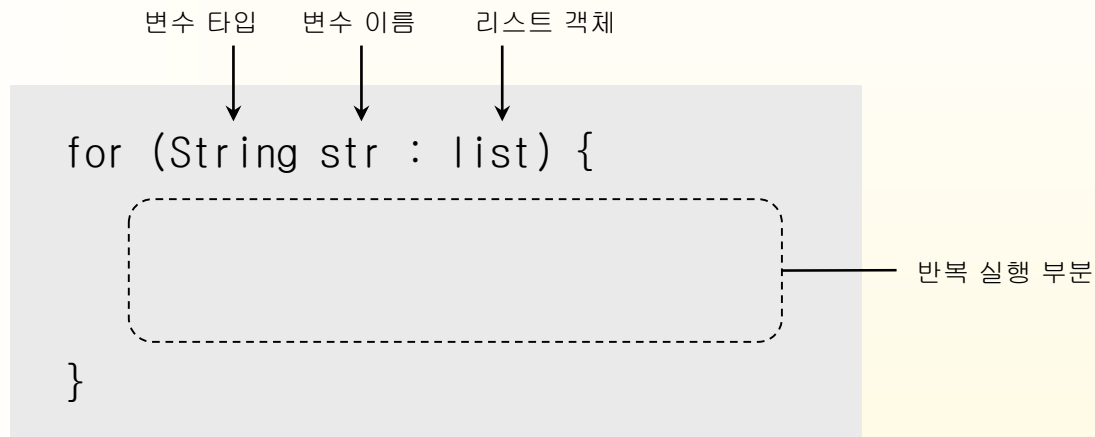 변수 타입 변수 이름 리스트 객체
for (String str : list) {
반복 실행 부분
}